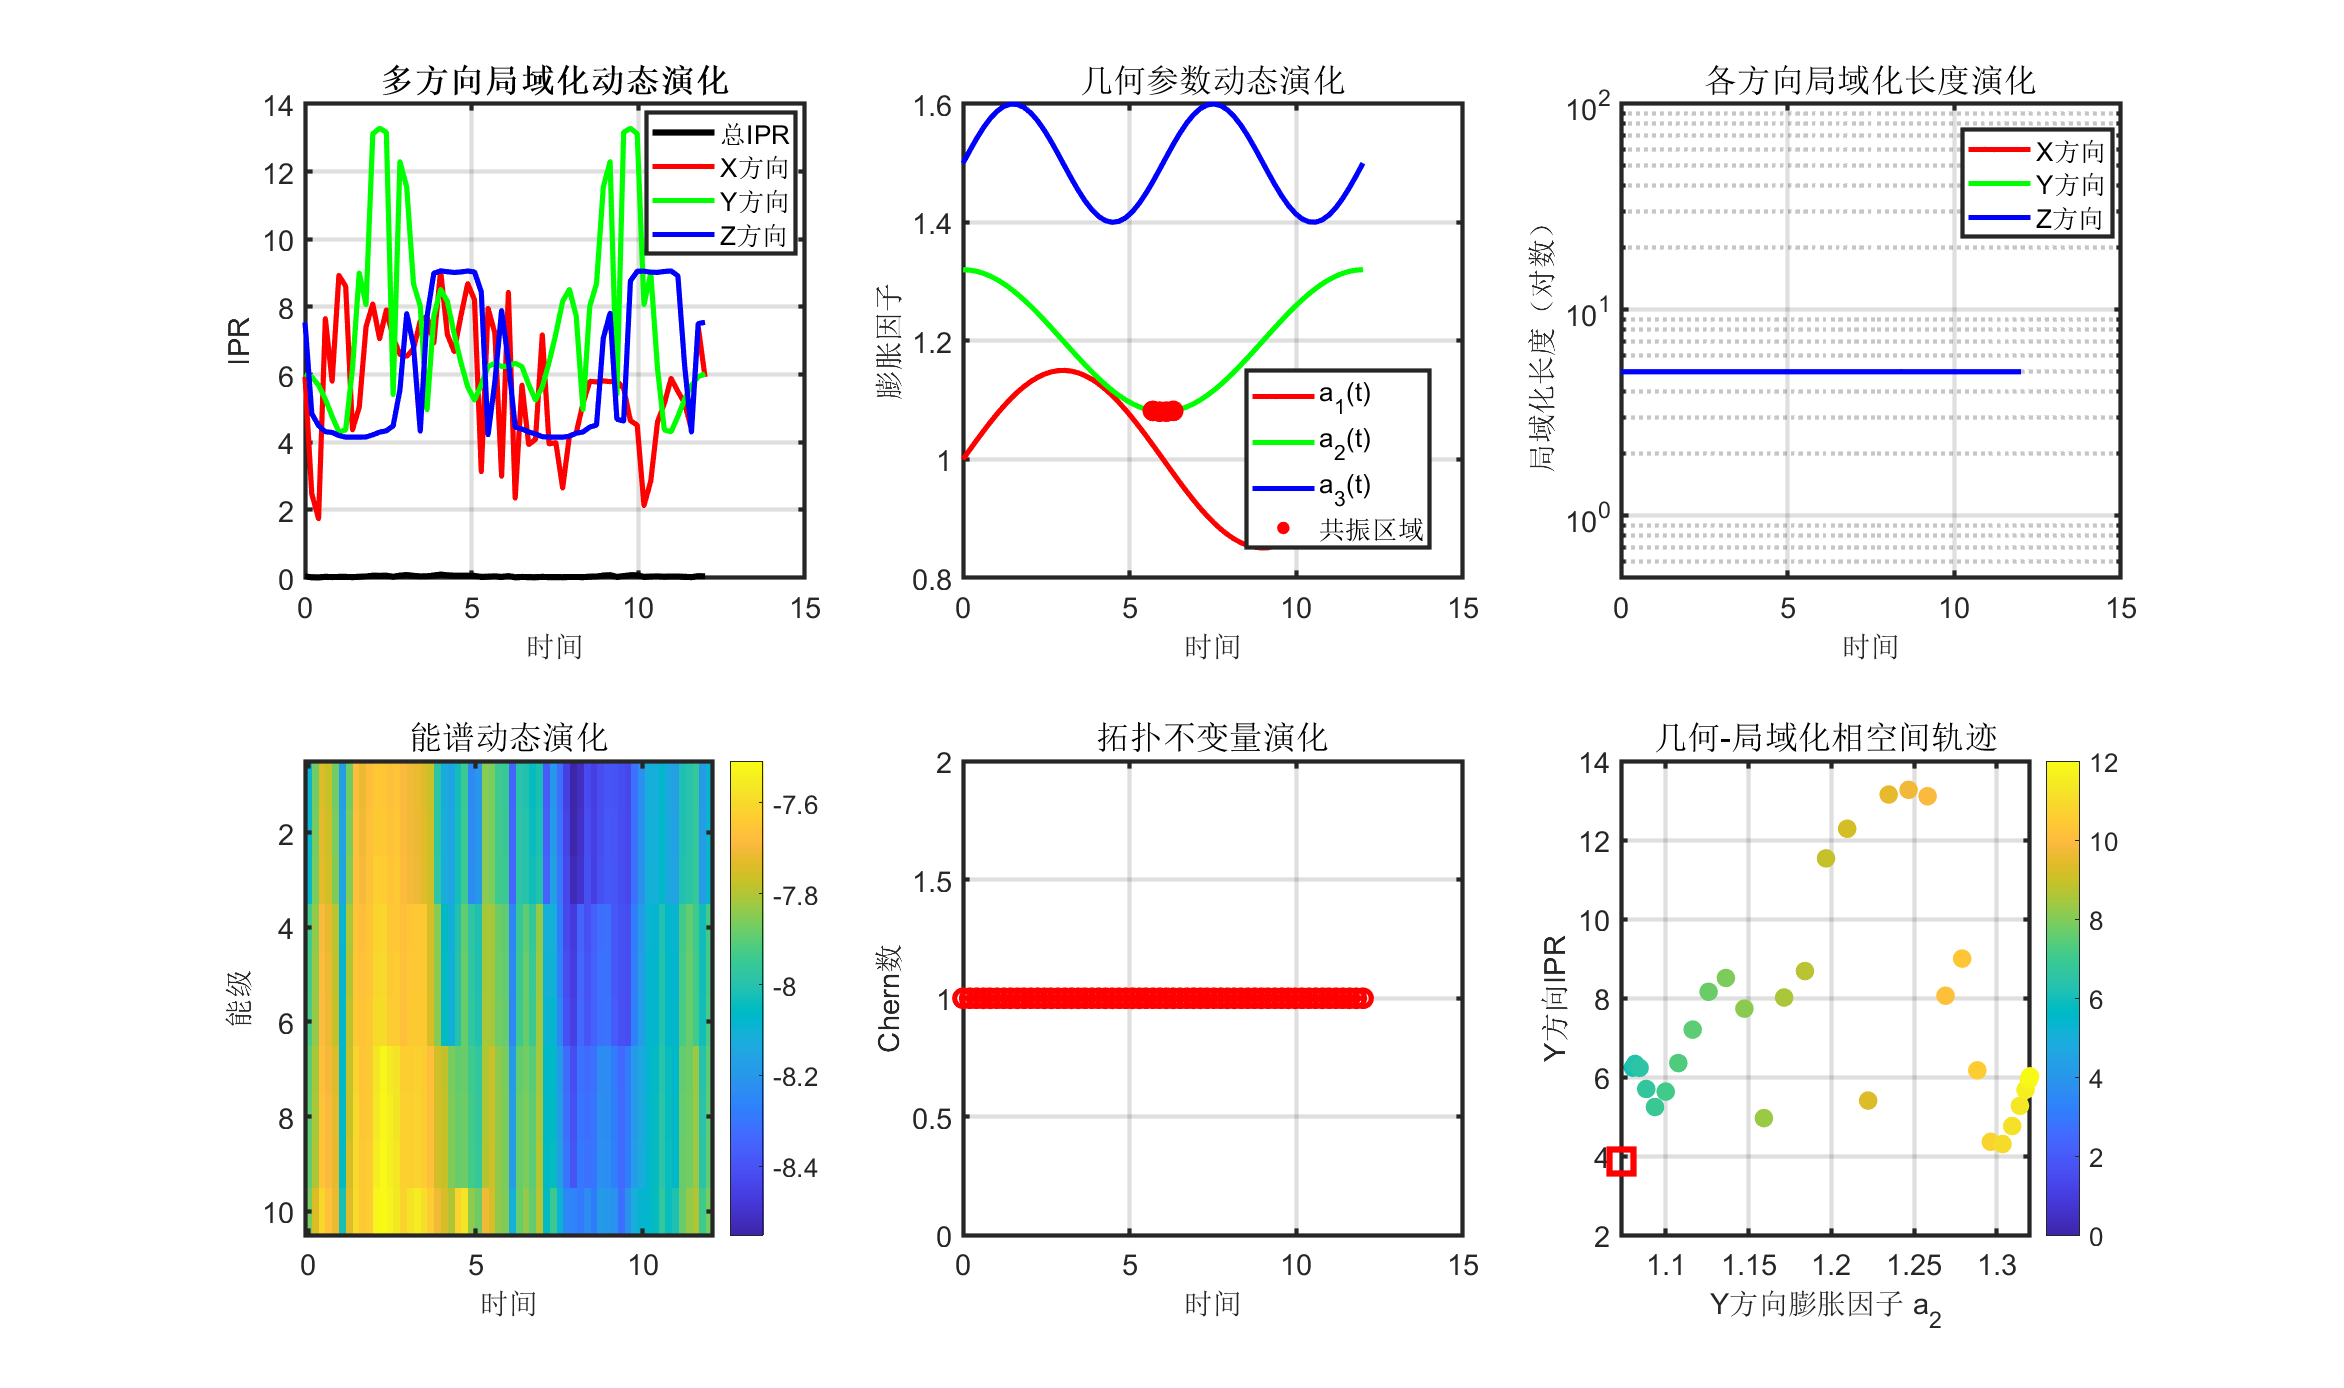 多方向局域化动态演化
14
12
10
8
6
4
2
0
IPR
0 5 10 15
时间
总IPR
X方向
Y方向
Z方向
几何参数动态演化
1.6
1.4
1.2
1
0.8
膨胀因子
0 5 10 15
时间
a1(t)
a2(t)
a3(t)
共振区域
各方向局域化长度演化
10^2
10^1
10^0
局域化长度（对数）
0 5 10 15
时间
X方向
Y方向
Z方向
能谱动态演化
2
4
6
8
10
能级
0 5 10
时间
-7.6
-7.8
-8
-8.2
-8.4
拓扑不变量演化
2
1.5
1
0.5
0
Chern数
0 5 10 15
时间
几何-局域化相空间轨迹
14
12
10
8
6
4
2
Y方向IPR
1.1 1.15 1.2 1.25 1.3
Y方向膨胀因子 a2
12
10
8
6
4
2
0